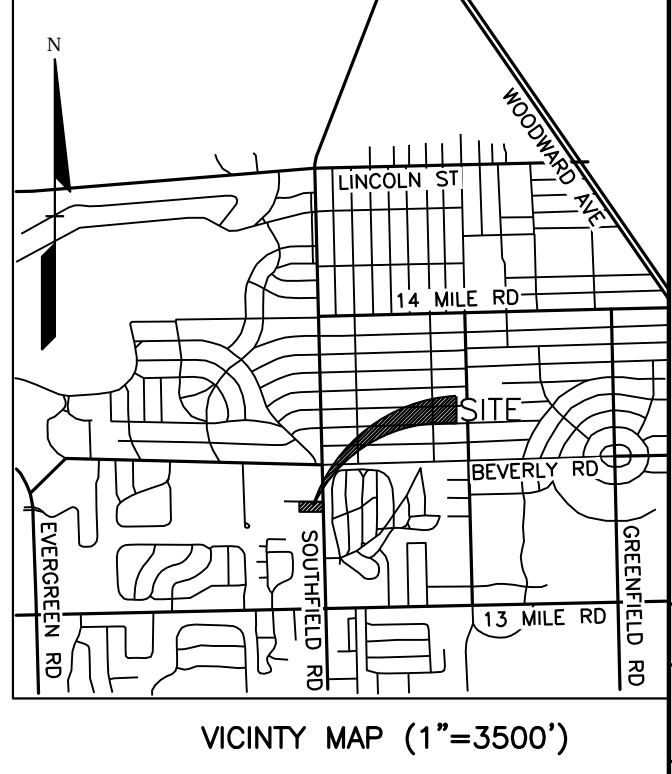 N
WOODWARD AVE
LINCOLN ST
14 MILE RD
SITE
BEVERLY RD
EVERGREEN RD
SOUTHFIELD RD
GREENFIELD RD
13 MILE RD
VICINTY MAP (1"=3500')